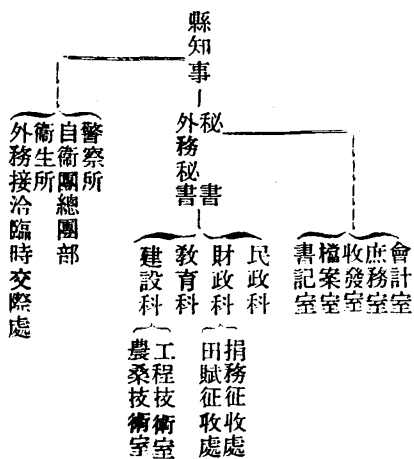 縣知事
秘書
外務秘書
會計室
庶務室
收發室
檔案室
書記室
民政科
財政科
教育科
建設科
捐務征收處
田賦征收處
工程技術室
農桑技術室
警察所
自衞團總團部
衞生所
外務接洽臨時交際處